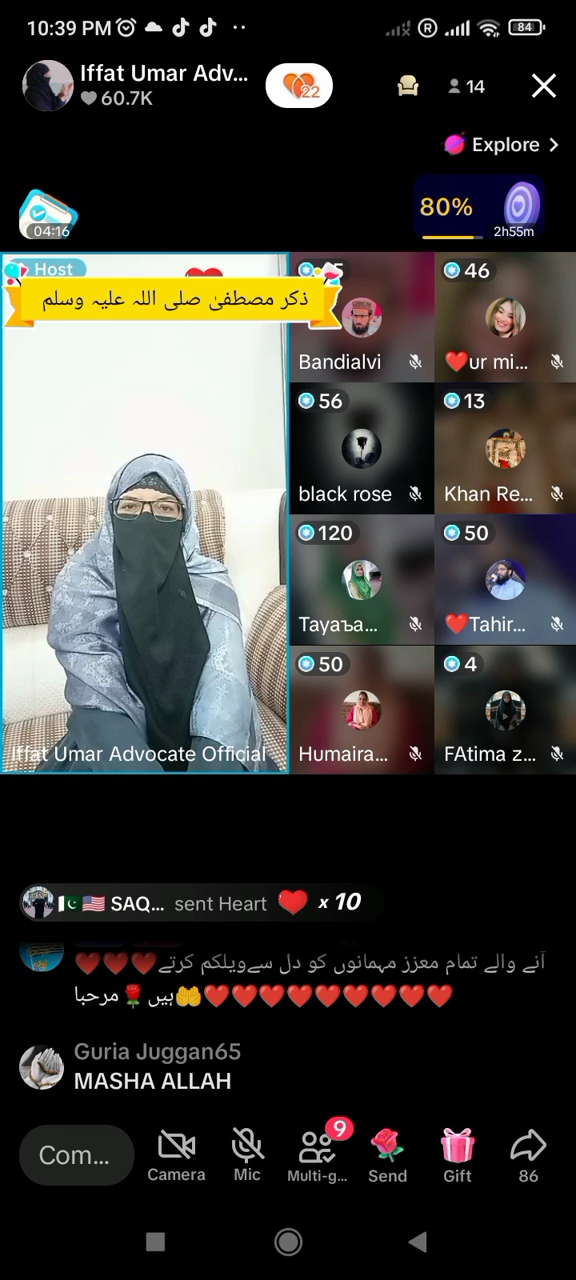 10:39 PM
84
Iffat Umar Adv...
60.7K
22
14
Explore
04:16
80%
2h55m
Host
ذکر مصطفیٰ صلی اللہ علیہ وسلم
Bandialvi
46
ur mi...
56
black rose
13
Khan Re...
120
50
Tahir...
50
Humaira...
4
FAtima z...
Iffat Umar Advocate Official
SAQ... sent Heart x 10
آنے والے تمام معزز مہمانوں کو دل سےویلکم کرتے❤️❤️❤️
❤️❤️❤️❤️❤️❤️❤️❤️❤️🤲ہیں🌹مرحبا
Guria Juggan65
MASHA ALLAH
Com...
Camera
Mic
9
Multi-g...
Send
Gift
86